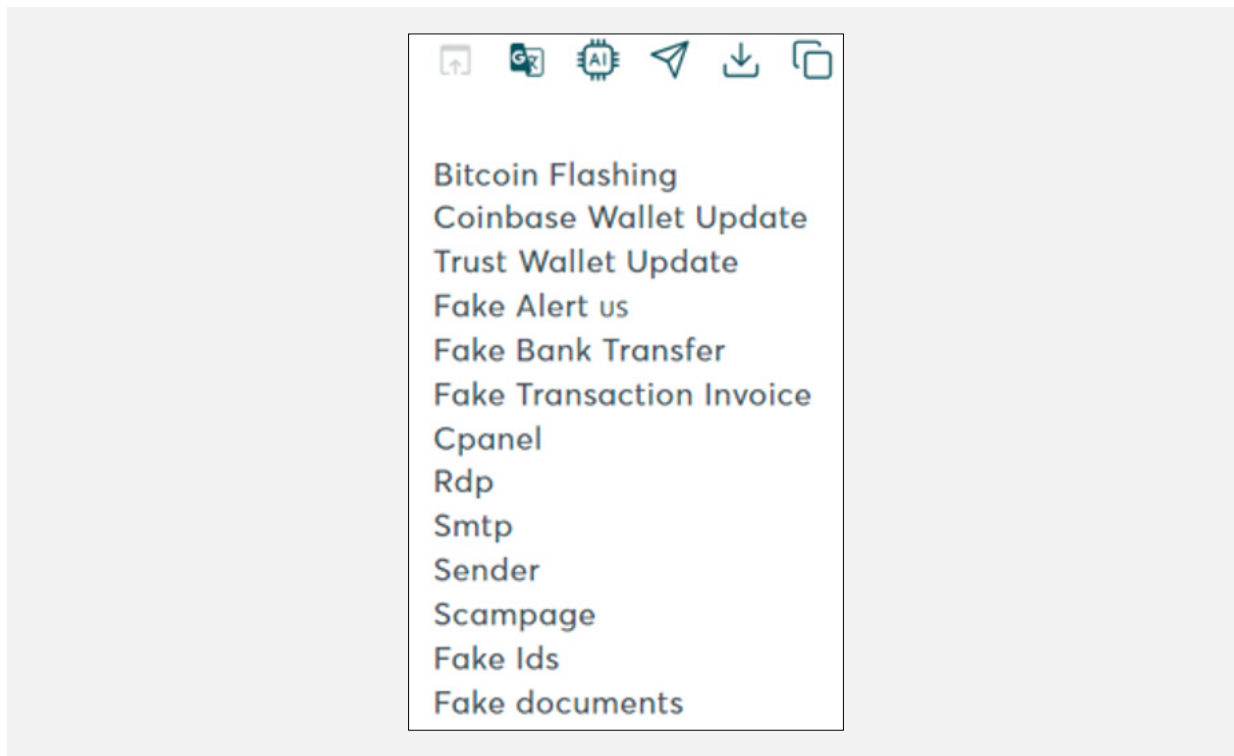 AI
Bitcoin Flashing
Coinbase Wallet Update
Trust Wallet Update
Fake Alert us
Fake Bank Transfer
Fake Transaction Invoice
Cpanel
Rdp
Smtp
Sender
Scampage
Fake Ids
Fake documents